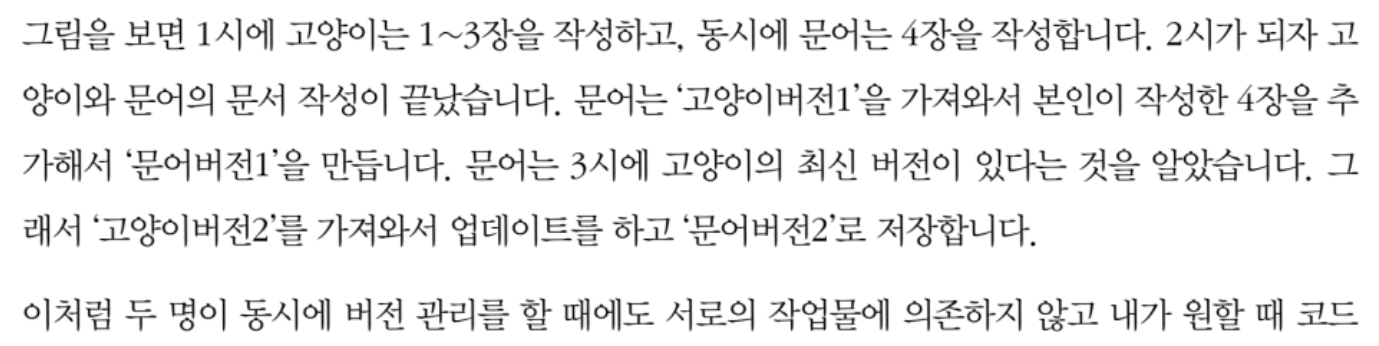 그림을 보면 1시에 고양이는 1~3장을 작성하고, 동시에 문어는 4장을 작성합니다. 2시가 되자 고
양이와 문어의 문서 작성이 끝났습니다. 문어는 ‘고양이버전1’을 가져와서 본인이 작성한 4장을 추
가해서 ‘문어버전1’을 만듭니다. 문어는 3시에 고양이의 최신 버전이 있다는 것을 알았습니다. 그
래서 ‘고양이버전2’를 가져와서 업데이트를 하고 ‘문어버전2’로 저장합니다.
이처럼 두 명이 동시에 버전 관리를 할 때에도 서로의 작업물에 의존하지 않고 내가 원할 때 코드